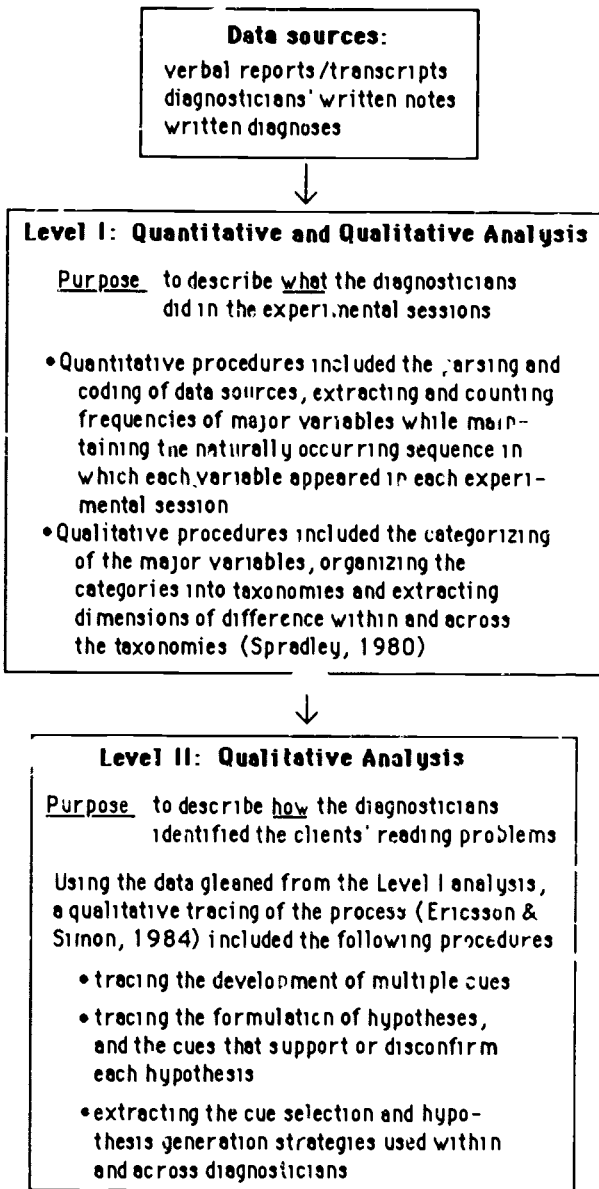 Data sources:
verbal reports/transcripts
diagnosticians' written notes
written diagnoses
Level I: Quantitative and Qualitative Analysis
Purpose to describe what the diagnosticians
did in the experimental sessions
•Quantitative procedures included the parsing and
coding of data sources, extracting and counting
frequencies of major variables while main-
taining the naturally occurring sequence in
which each variable appeared in each experi-
mental session
•Qualitative procedures included the categorizing
of the major variables, organizing the
categories into taxonomies and extracting
dimensions of difference within and across
the taxonomies (Spradley, 1980)
Level II: Qualitative Analysis
Purpose to describe how the diagnosticians
identified the clients' reading problems
Using the data gleaned from the Level I analysis,
a qualitative tracing of the process (Ericsson &
Simon, 1984) included the following procedures
•tracing the development of multiple cues
•tracing the formulation of hypotheses,
and the cues that support or disconfirm
each hypothesis
•extracting the cue selection and hypo-
thesis generation strategies used within
and across diagnosticians